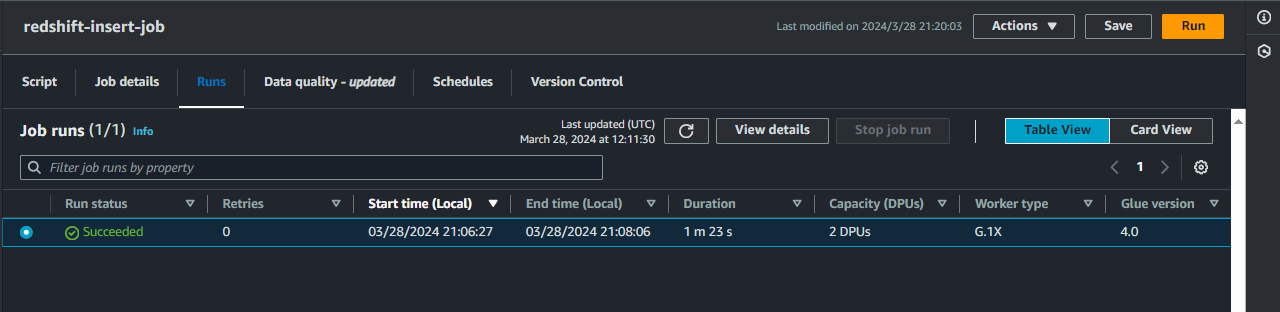 redshift-insert-job
Last modified on 2024/3/28 21:20:03
Actions
Save
Run
Script
Job details
Runs
Data quality - updated
Schedules
Version Control
Job runs (1/1) Info
Last updated (UTC)
March 28, 2024 at 12:11:30
View details
Stop job run
Table View
Card View
Filter job runs by property
1
Run status Retries Start time (Local) End time (Local) Duration Capacity (DPUs) Worker type Glue version
Succeeded 0 03/28/2024 21:06:27 03/28/2024 21:08:06 1 m 23 s 2 DPUs G.1X 4.0